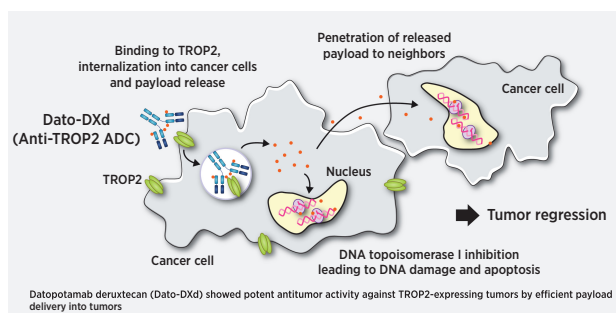 Binding to TROP2,
internalization into cancer cells
and payload release
Penetration of released
payload to neighbors
Cancer cell
Dato-DXd
(Anti-TROP2 ADC)
TROP2
Nucleus
Tumor regression
Cancer cell
DNA topoisomerase I inhibition
leading to DNA damage and apoptosis
Datopotamab deruxtecan (Dato-DXd) showed potent antitumor activity against TROP2-expressing tumors by efficient payload
delivery into tumors